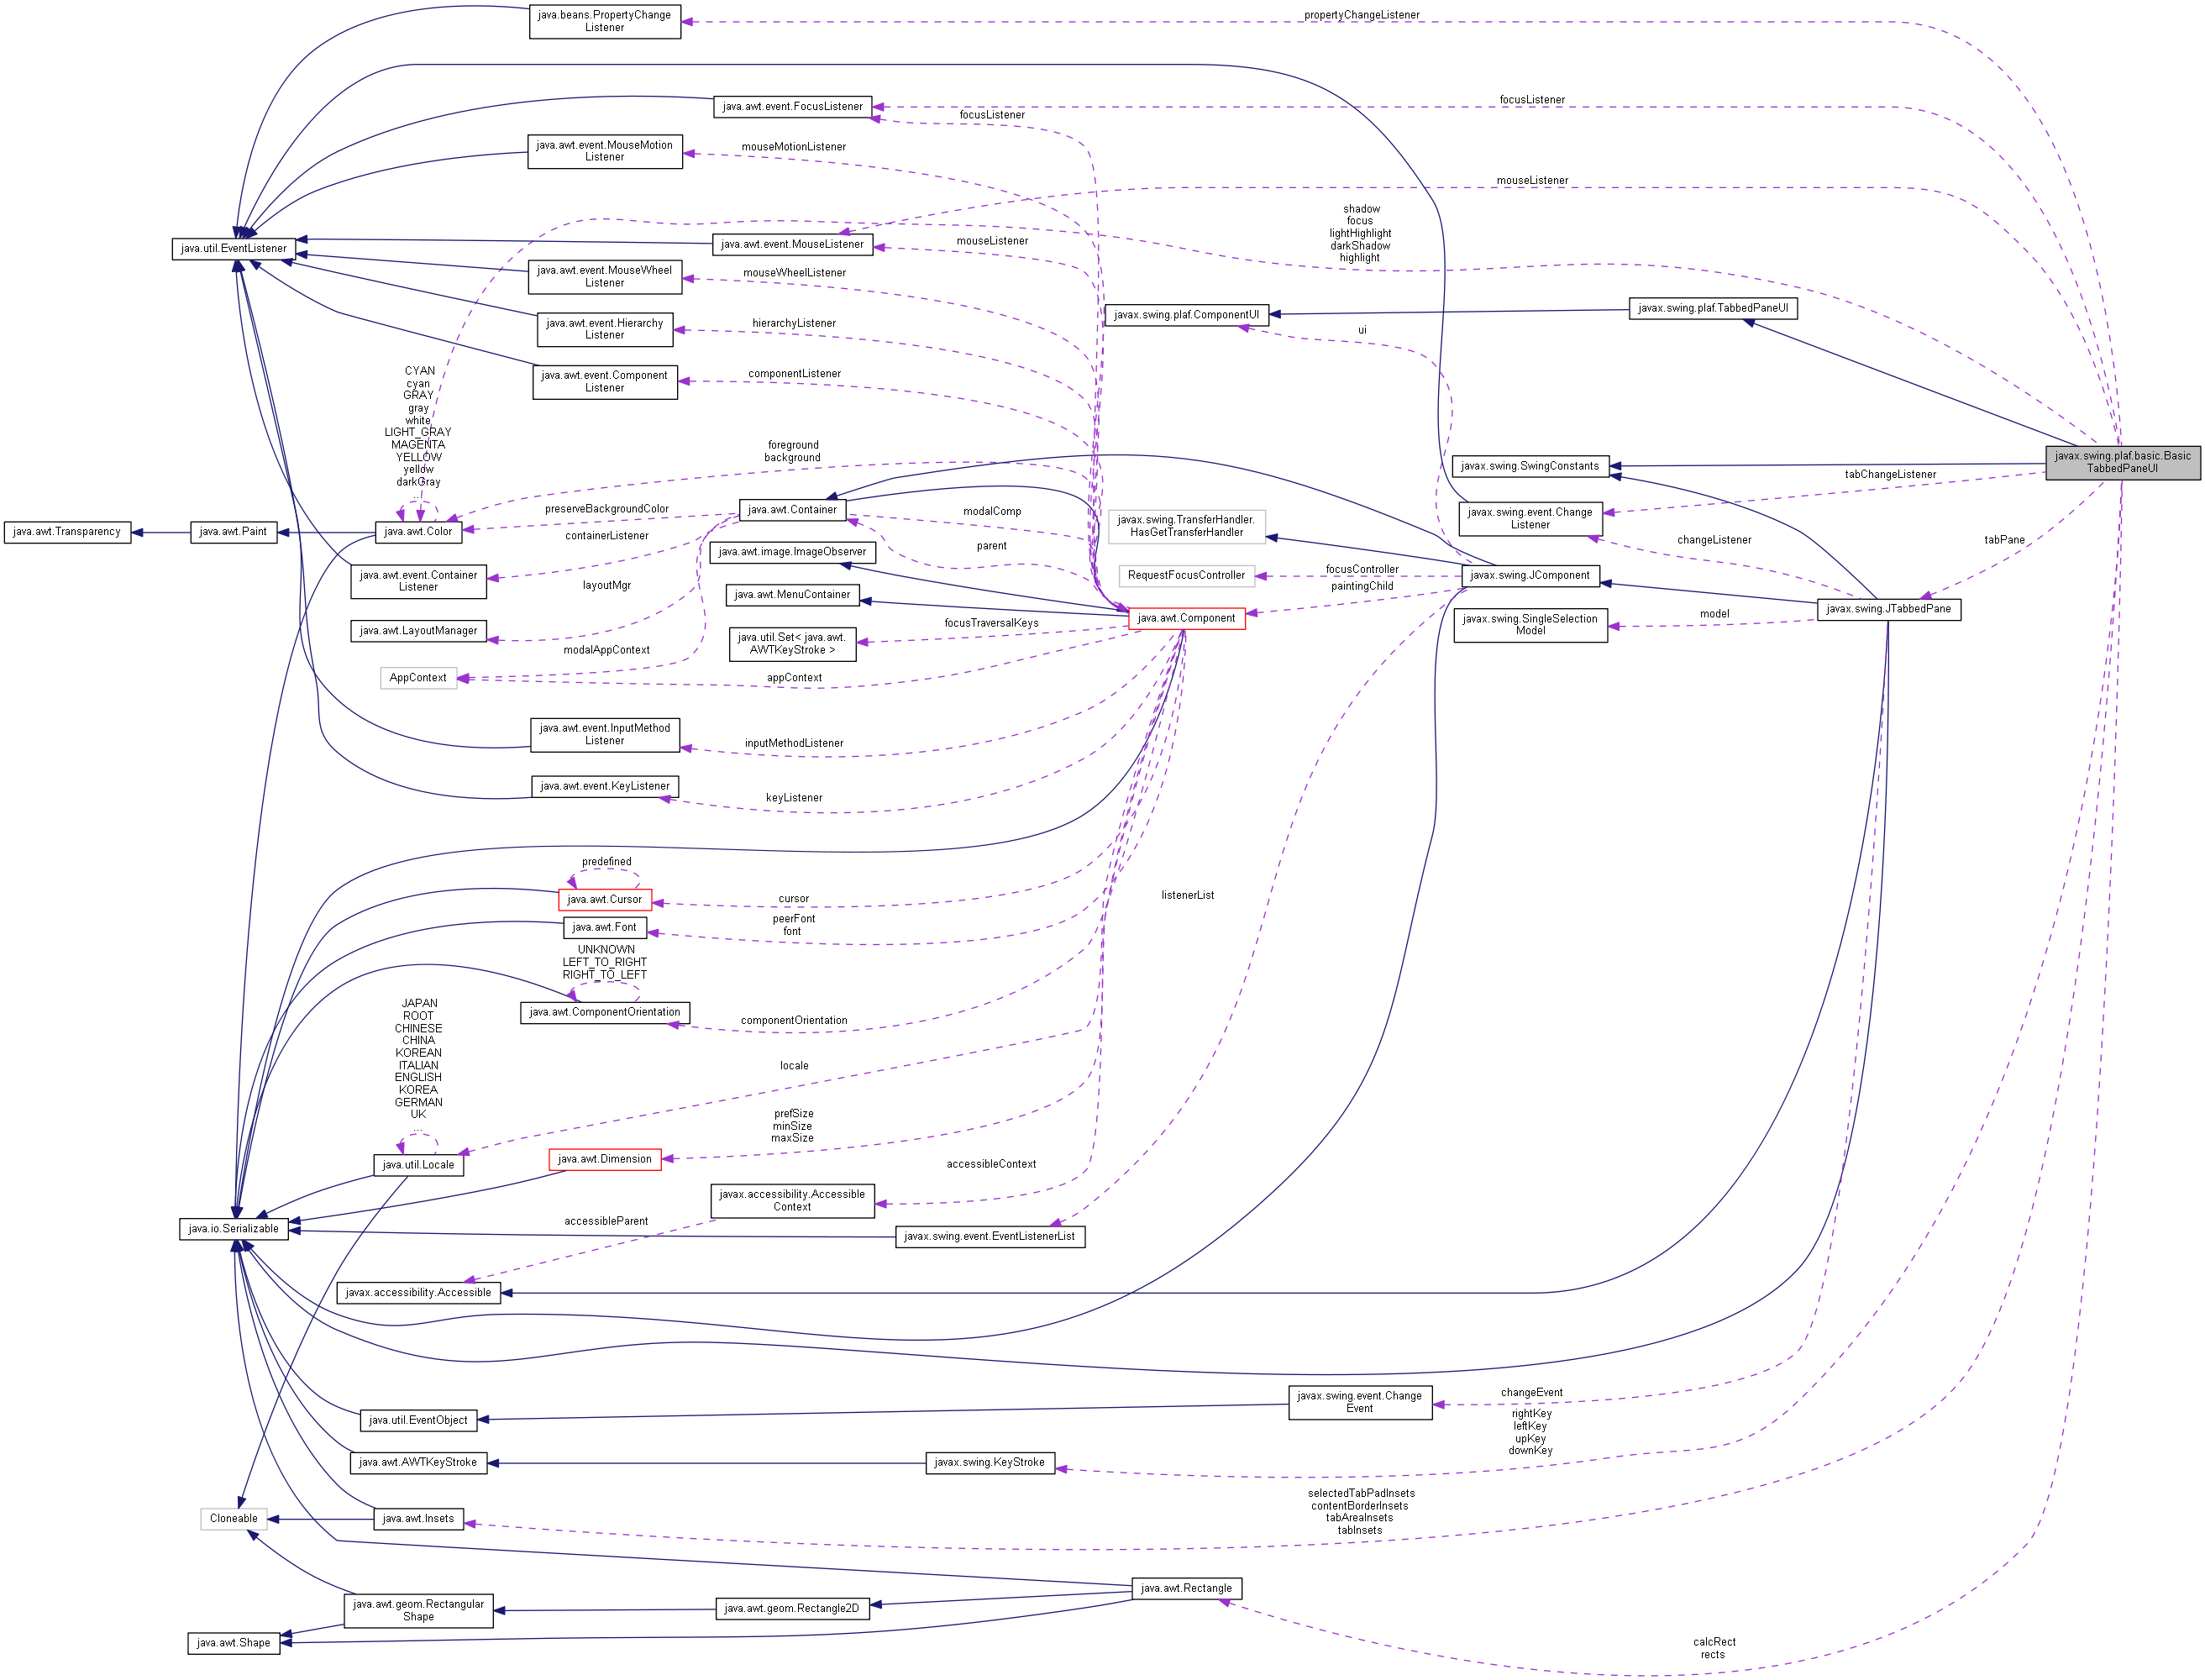 java.beans.PropertyChange
Listener
propertyChangeListener
java.awt.event.FocusListener
focusListener
focusListener
java.awt.event.MouseMotion
Listener
mouseMotionListener
mouseListener
shadow
focus
lightHighlight
darkShadow
highlight
java.util.EventListener
java.awt.event.MouseListener
mouseListener
java.awt.event.MouseWheel
Listener
mouseWheelListener
java.awt.event.Hierarchy
Listener
hierarchyListener
javax.swing.plaf.ComponentUI
ui
javax.swing.plaf.TabbedPaneUI
java.awt.event.Component
Listener
componentListener
CYAN
cyan
GRAY
gray
white
LIGHT_GRAY
MAGENTA
YELLOW
yellow
darkGray
...
foreground
background
javax.swing.SwingConstants
javax.swing.plaf.basic.Basic
TabbedPaneUI
tabChangeListener
java.awt.Transparency
java.awt.Paint
java.awt.Color
preserveBackgroundColor
java.awt.Container
modalComp
javax.swing.TransferHandler.
HasGetTransferHandler
javax.swing.event.Change
Listener
changeListener
tabPane
containerListener
java.awt.image.ImageObserver
parent
java.awt.event.Container
Listener
layoutMgr
java.awt.MenuContainer
RequestFocusController
focusController
paintingChild
javax.swing.JComponent
javax.swing.JTabbedPane
java.awt.LayoutManager
java.util.Set< java.awt.
AWTKeyStroke >
focusTraversalKeys
java.awt.Component
javax.swing.SingleSelection
Model
model
modalAppContext
AppContext
appContext
java.awt.event.InputMethod
Listener
inputMethodListener
java.awt.event.KeyListener
keyListener
predefined
java.awt.Cursor
cursor
listenerList
java.awt.Font
peerFont
font
UNKNOWN
LEFT_TO_RIGHT
RIGHT_TO_LEFT
java.awt.ComponentOrientation
componentOrientation
JAPAN
ROOT
CHINESE
CHINA
KOREAN
ITALIAN
ENGLISH
KOREA
GERMAN
UK
...
locale
java.util.Locale
java.awt.Dimension
prefSize
minSize
maxSize
accessibleContext
javax.accessibility.Accessible
Context
java.io.Serializable
accessibleParent
javax.swing.event.EventListenerList
javax.accessibility.Accessible
java.util.EventObject
javax.swing.event.Change
Event
changeEvent
rightKey
leftKey
upKey
downKey
java.awt.AWTKeyStroke
javax.swing.KeyStroke
Cloneable
java.awt.Insets
selectedTabPadInsets
contentBorderInsets
tabAreaInsets
tabInsets
java.awt.geom.Rectangular
Shape
java.awt.geom.Rectangle2D
java.awt.Rectangle
java.awt.Shape
calcRect
rects